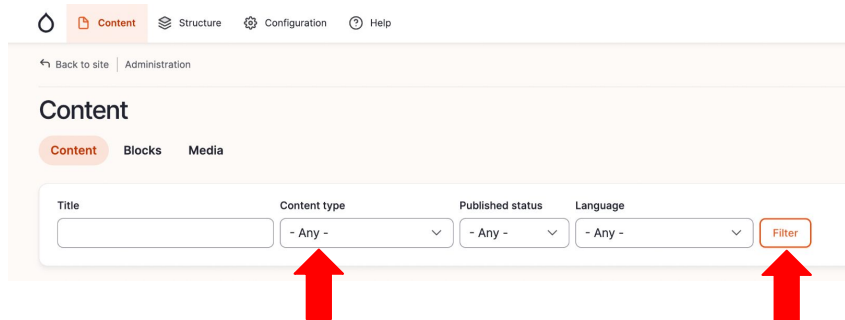 Content Structure Configuration Help
Back to site Administration
Content
Content Blocks Media
Title Content type Published status Language
- Any - - Any - - Any - Filter